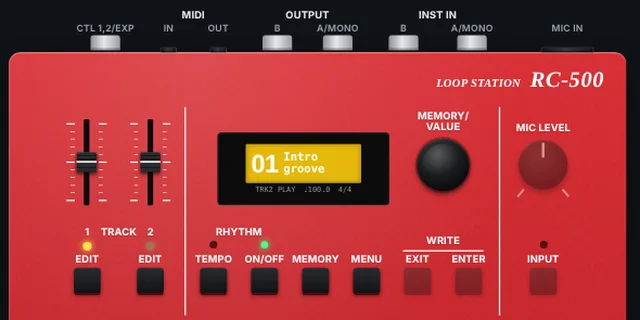 MIDI
OUTPUT
INST IN
CTL 1,2/EXP
IN
OUT
B
A/MONO
B
A/MONO
MIC IN
LOOP STATION RC-500
MEMORY/
VALUE
MIC LEVEL
01 Intro
groove
TRK2 PLAY ♩100.0 4/4
1 TRACK 2
RHYTHM
WRITE
EDIT
EDIT
TEMPO
ON/OFF
MEMORY
MENU
EXIT
ENTER
INPUT